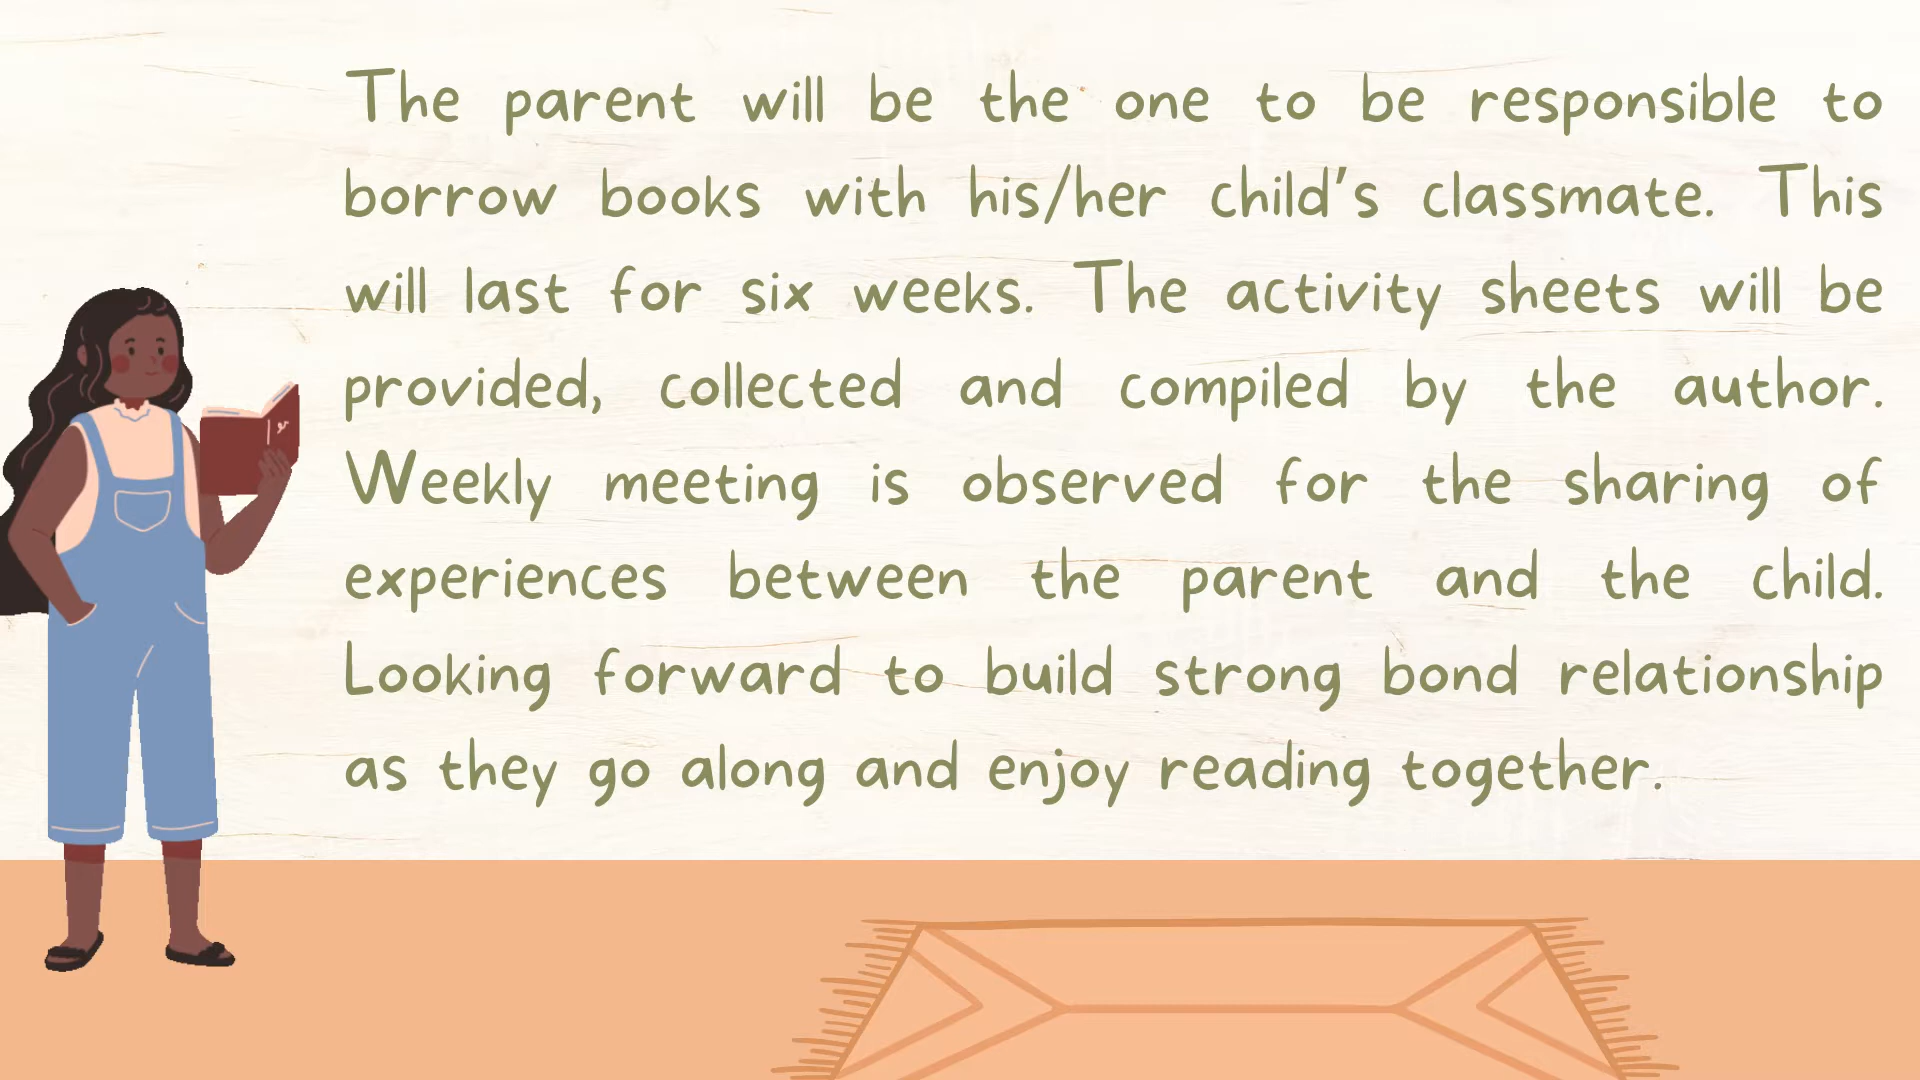 The parent will be the one to be responsible to
borrow books with his/her child's classmate. This
will last for six weeks. The activity sheets will be
provided, collected and compiled by the author.
Weekly meeting is observed for the sharing of
experiences between the parent and the child.
Looking forward to build strong bond relationship
as they go along and enjoy reading together.